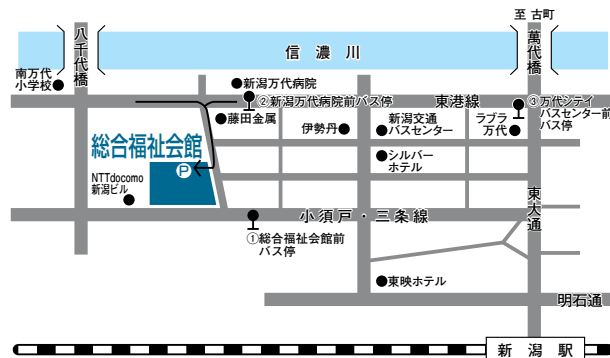 至 古町
八千代橋
信濃川
萬代橋
南万代
小学校
新潟万代病院
②新潟万代病院前バス停
東港線
③万代シテイ
バスセンター前
バス停
藤田金属
伊勢丹
新潟交通
バスセンター
ラブラ
万代
総合福祉会館
P
シルバー
ホテル
NTTdocomo
新潟ビル
東大通
小須戸・三条線
①総合福祉会館前
バス停
東映ホテル
明石通
新潟駅